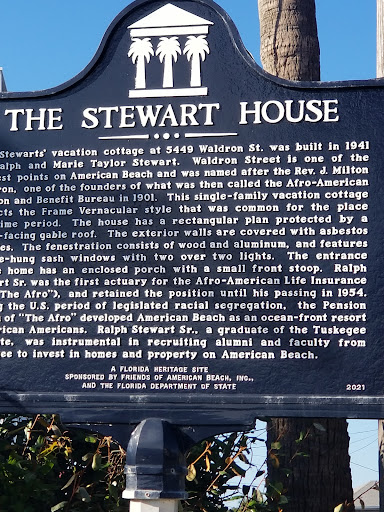 THE STEWART HOUSE
Stewarts' vacation cottage at 5449 Waldron St. was built in 1941
alph and Marie Taylor Stewart. Waldron Street is one of the
est points on American Beach and was named after the Rev. J. Milton
ron, one of the founders of what was then called the Afro-American
ion and Benefit Bureau in 1901. This single-family vacation cottage
cts the Frame Vernacular style that was common for the place
ime period. The house has a rectangular plan protected by a
-facing gable roof. The exterior walls are covered with asbestos
es. The fenestration consists of wood and aluminum, and features
e-hung sash windows with two over two lights. The entrance
e home has an enclosed porch with a small front stoop. Ralph
rt Sr. was the first actuary for the Afro-American Life Insurance
"The Afro"), and retained the position until his passing in 1954.
g the U.S. period of legislated racial segregation, the Pension
u of "The Afro" developed American Beach as an ocean-front resort
rican Americans. Ralph Stewart Sr., a graduate of the Tuskegee
te, was instrumental in recruiting alumni and faculty from
ee to invest in homes and property on American Beach.
A FLORIDA HERITAGE SITE
SPONSORED BY FRIENDS OF AMERICAN BEACH, INC.,
AND THE FLORIDA DEPARTMENT OF STATE
2021